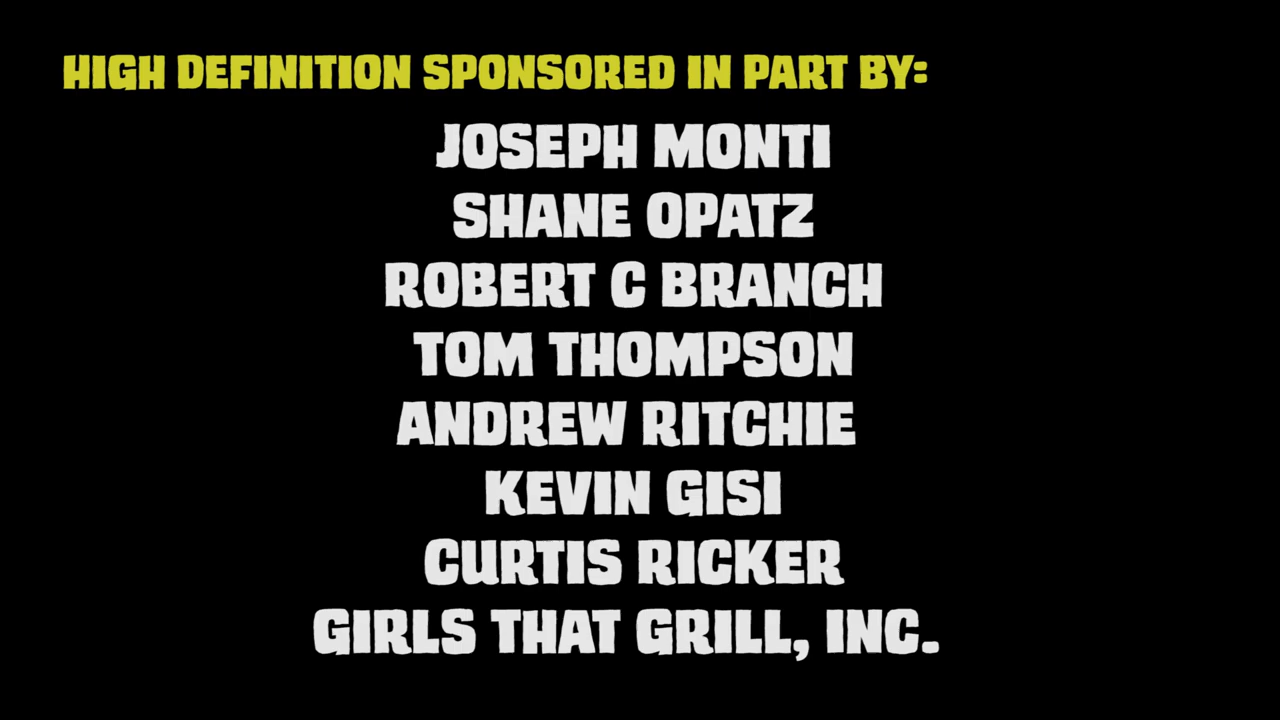 HIGH DEFINITION SPONSORED IN PART BY:
JOSEPH MONTI
SHANE OPATZ
ROBERT C BRANCH
TOM THOMPSON
ANDREW RITCHIE
KEVIN GISI
CURTIS RICKER
GIRLS THAT GRILL, INC.